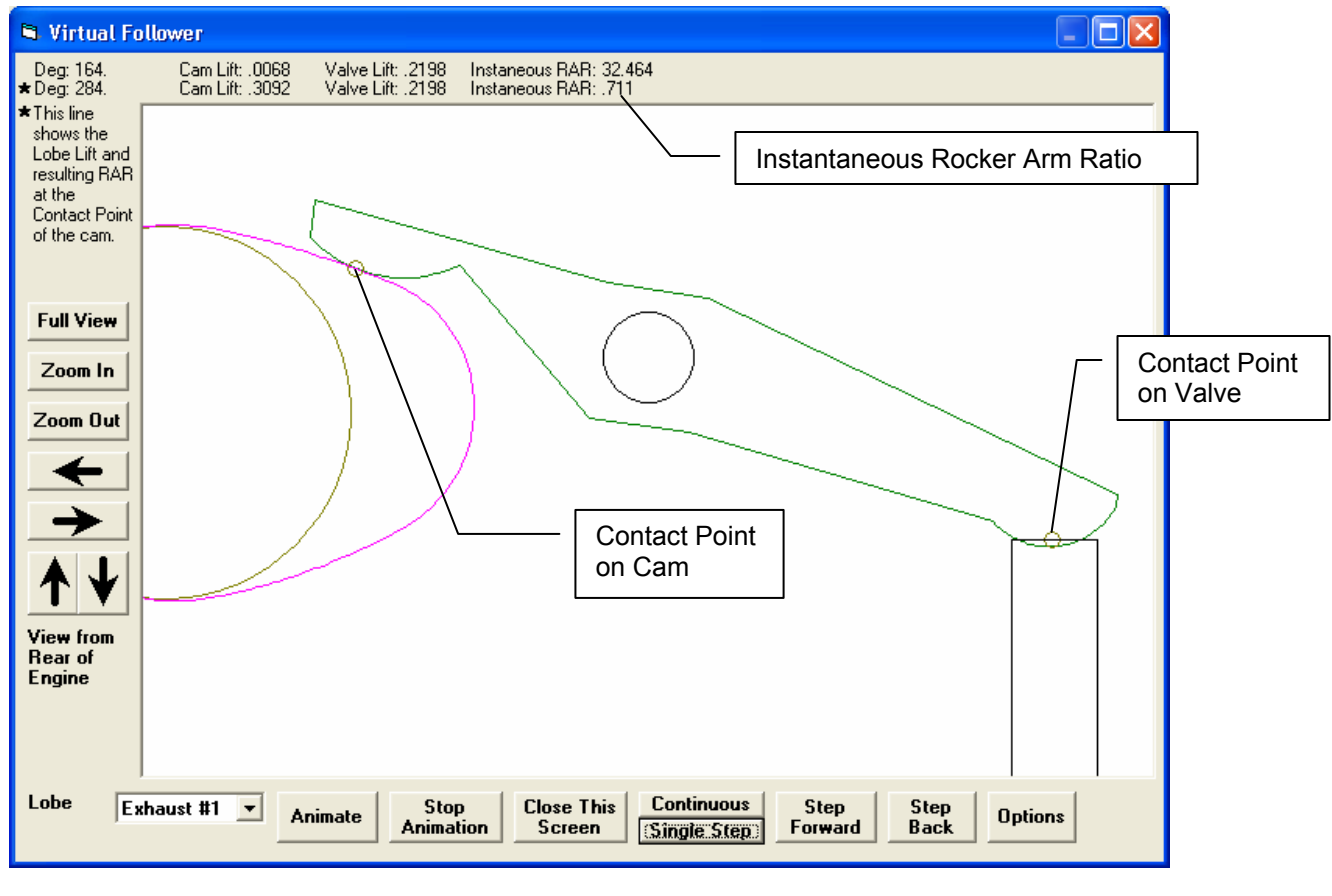 Virtual Follower
Deg: 164. Cam Lift: .0068 Valve Lift: .2198 Instaneous RAR: 32.464
★Deg: 284. Cam Lift: .3092 Valve Lift: .2198 Instaneous RAR: .711
★This line
shows the
Lobe Lift and
resulting RAR
at the
Contact Point
of the cam.
Instantaneous Rocker Arm Ratio
Full View
Zoom In
Zoom Out
Contact Point
on Valve
Contact Point
on Cam
View from
Rear of
Engine
Lobe
Exhaust #1
Animate
Stop
Animation
Close This
Screen
Continuous
Single Step
Step
Forward
Step
Back
Options